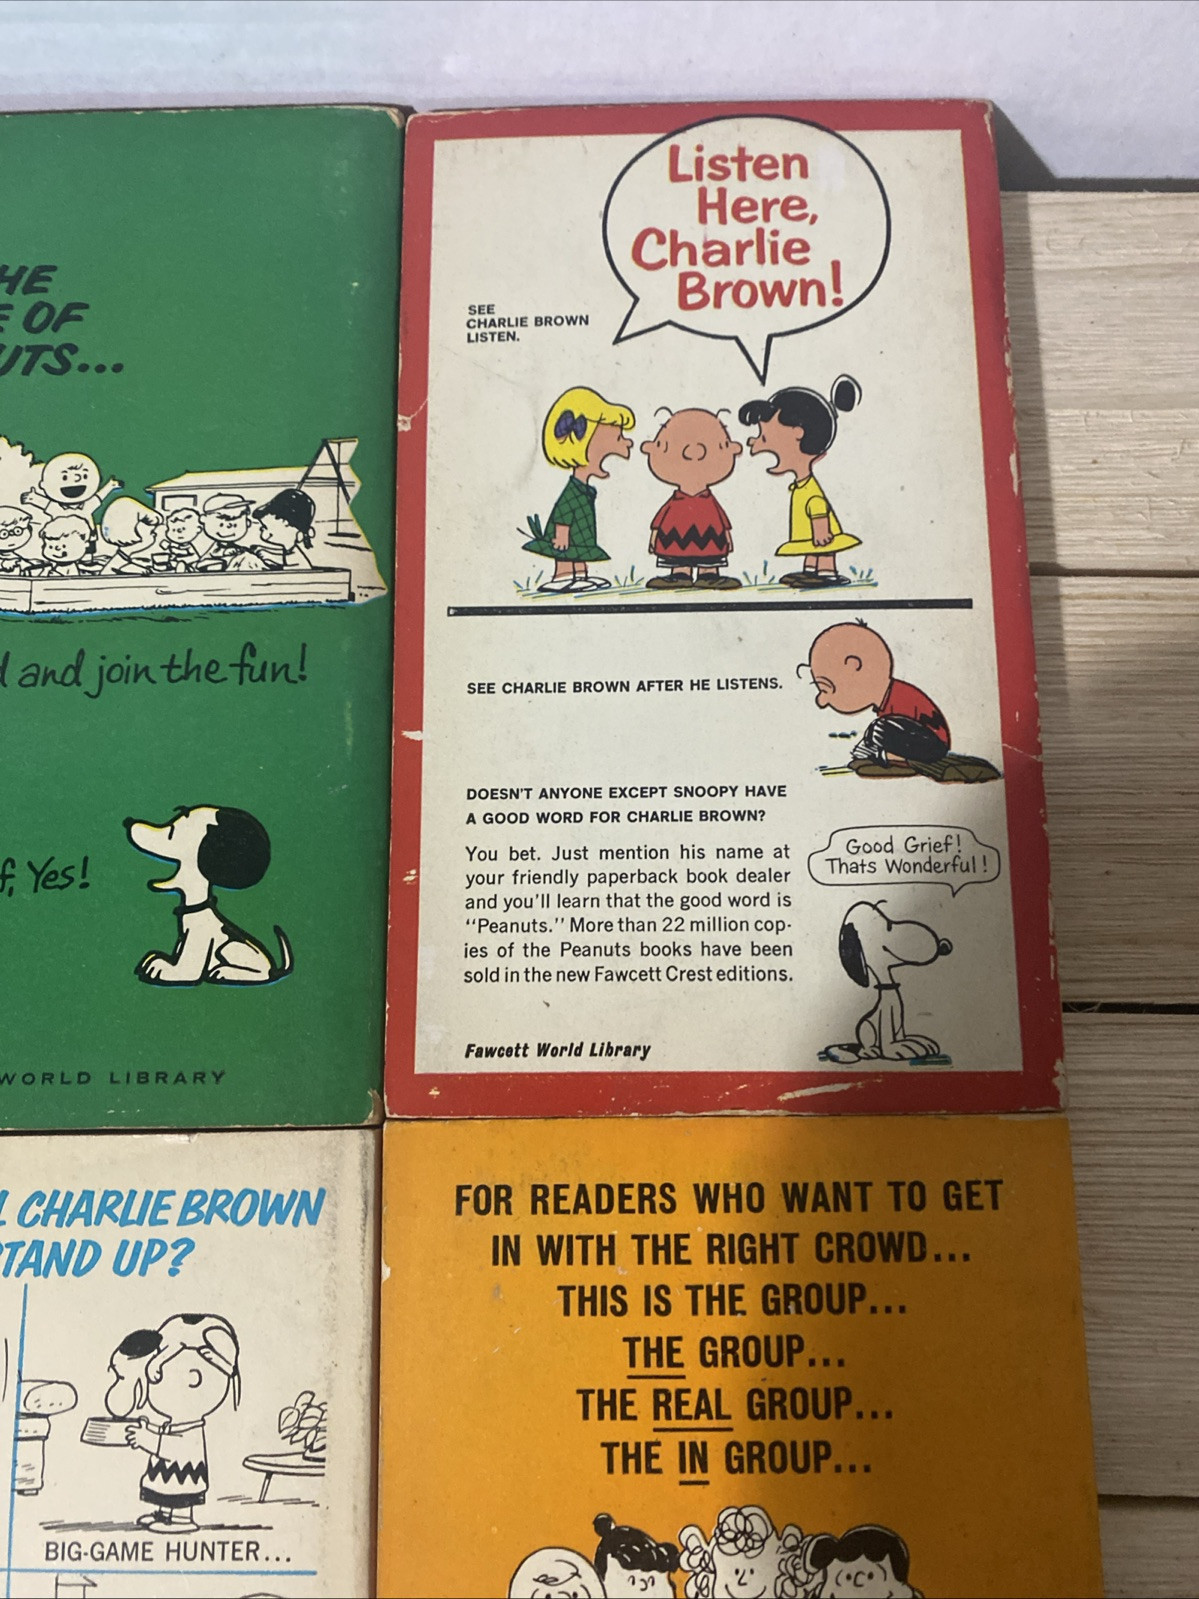 HE
OF
UTS...
and join the fun!
Yes!
WORLD LIBRARY
Listen
Here,
Charlie
Brown!
SEE
CHARLIE BROWN
LISTEN.
SEE CHARLIE BROWN AFTER HE LISTENS.
DOESN'T ANYONE EXCEPT SNOOPY HAVE
A GOOD WORD FOR CHARLIE BROWN?
You bet. Just mention his name at
your friendly paperback book dealer
and you'll learn that the good word is
"Peanuts." More than 22 million cop-
ies of the Peanuts books have been
sold in the new Fawcett Crest editions.
Good Grief!
Thats Wonderful!
Fawcett World Library
CHARLIE BROWN
TAND UP?
BIG-GAME HUNTER...
FOR READERS WHO WANT TO GET
IN WITH THE RIGHT CROWD...
THIS IS THE GROUP...
THE GROUP...
THE REAL GROUP...
THE IN GROUP...